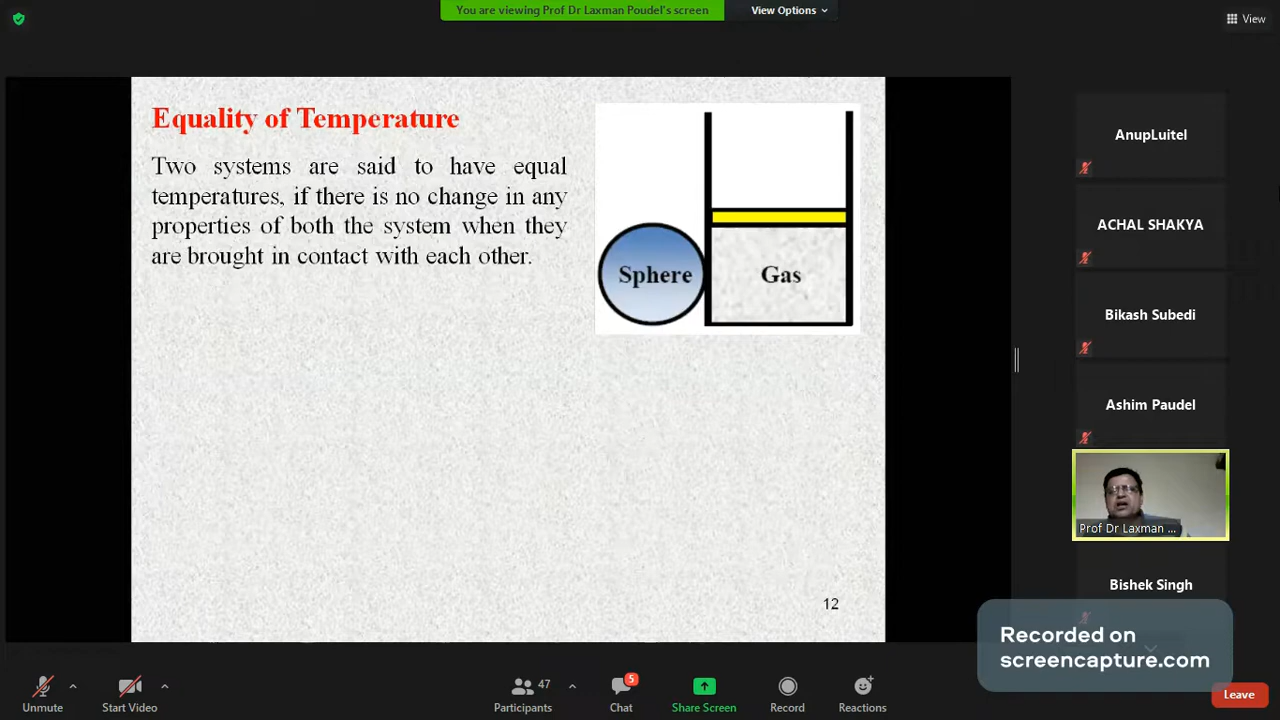 You are viewing Prof Dr Laxman Poudel's screen
View Options
View
Equality of Temperature
Two systems are said to have equal
temperatures, if there is no change in any
properties of both the system when they
are brought in contact with each other.
Sphere
Gas
12
AnupLuitel
ACHAL SHAKYA
Bikash Subedi
Ashim Paudel
Prof Dr Laxman ...
Bishek Singh
Recorded on
screencapture.com
Unmute
Start Video
47
Participants
5
Chat
Share Screen
Record
Reactions
Leave